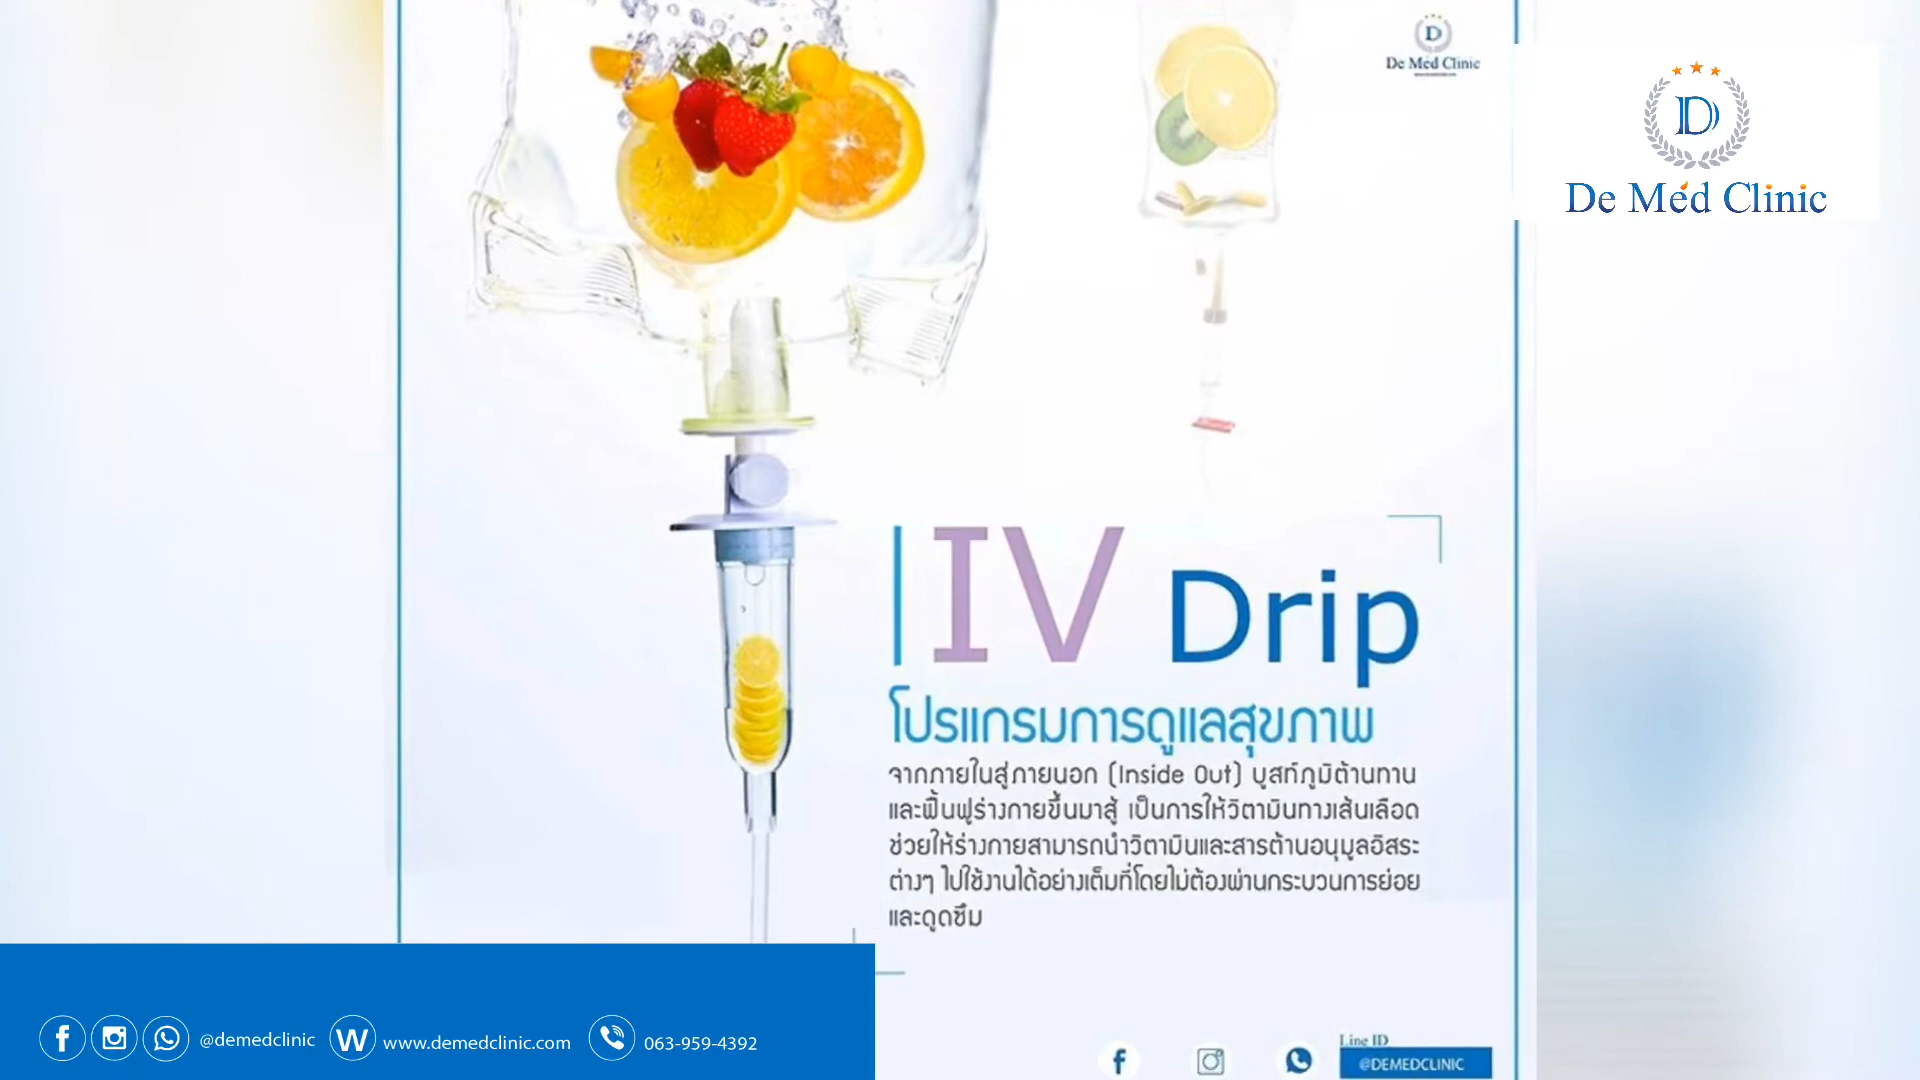 D
De Med Clinic
D
De Med Clinic
IV Drip
โปรแกรมการดูแลสุขภาพ
จากภายในสู่ภายนอก (Inside Out) บูสท์ภูมิต้านทาน
และฟื้นฟูร่างกายขึ้นมาสู้ เป็นการให้วิตามินทางเส้นเลือด
ช่วยให้ร่างกายสามารถนำวิตามินและสารต้านอนุมูลอิสระ
ต่างๆ ไปใช้งานได้อย่างเต็มที่โดยไม่ต้องผ่านกระบวนการย่อย
และดูดซึม
@demedclinic W www.demedclinic.com 063-959-4392
Line ID
@DEMEDCLINIC